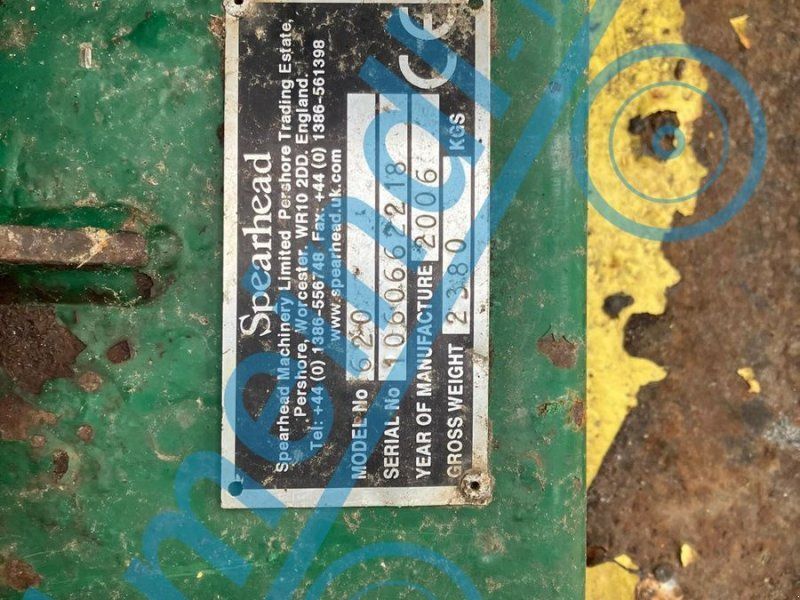 Spearhead
Spearhead Machinery Limited Pershore Trading Estate,
Pershore, Worcester. WR10 2DD. England.
Tel: +44 (0) 1386-556748 Fax: +44 (0) 1386-561398
www.spearhead.uk.com
MODEL No 620
SERIAL No 1060662218
YEAR OF MANUFACTURE 2006
GROSS WEIGHT 2380 KGS
CE